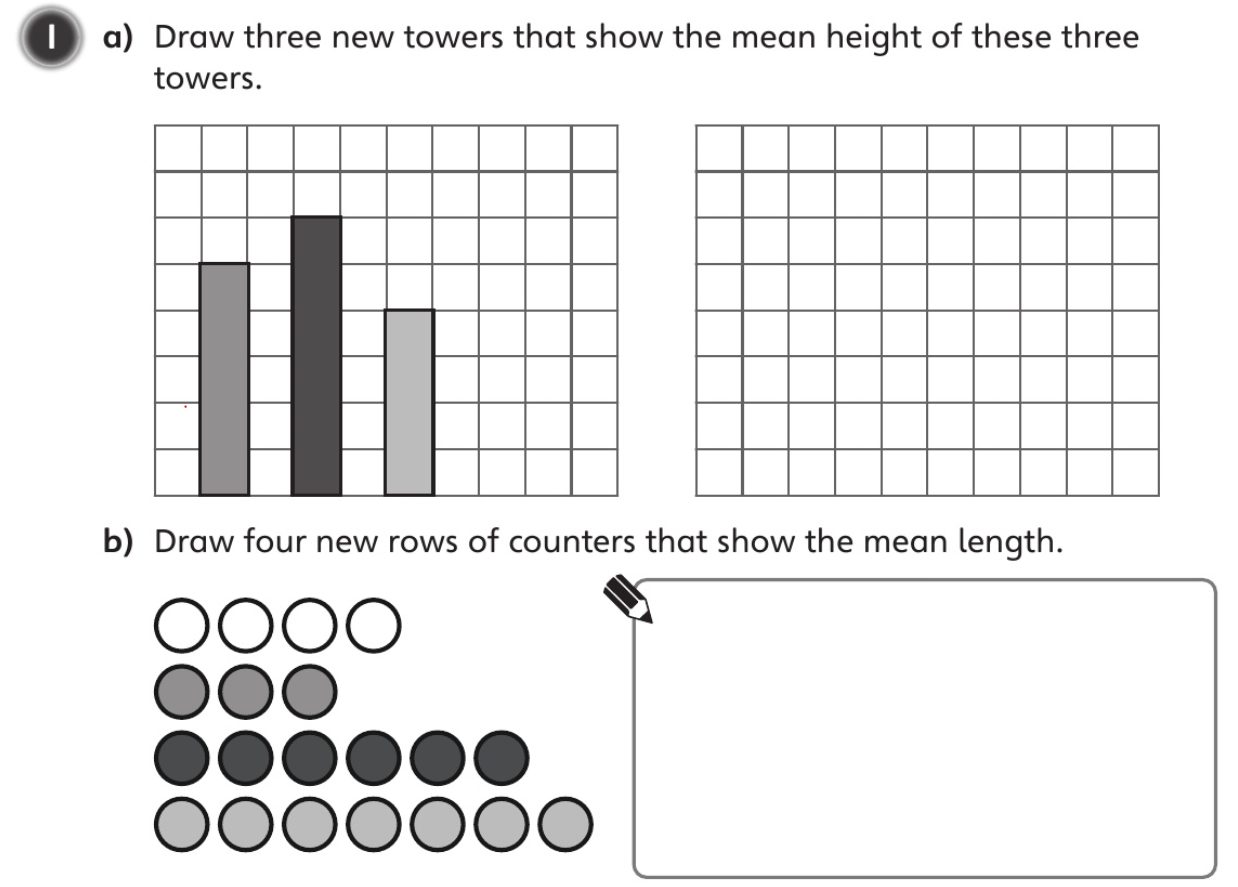 1 a) Draw three new towers that show the mean height of these three
towers.
b) Draw four new rows of counters that show the mean length.